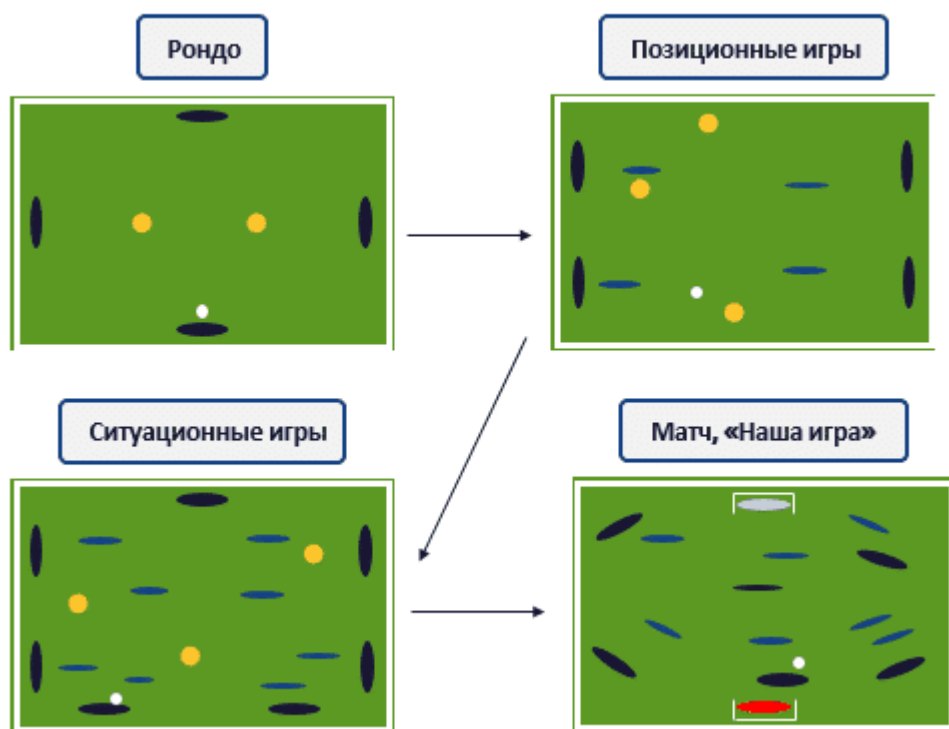 Рондо
Позиционные игры
Ситуационные игры
Матч, «Наша игра»